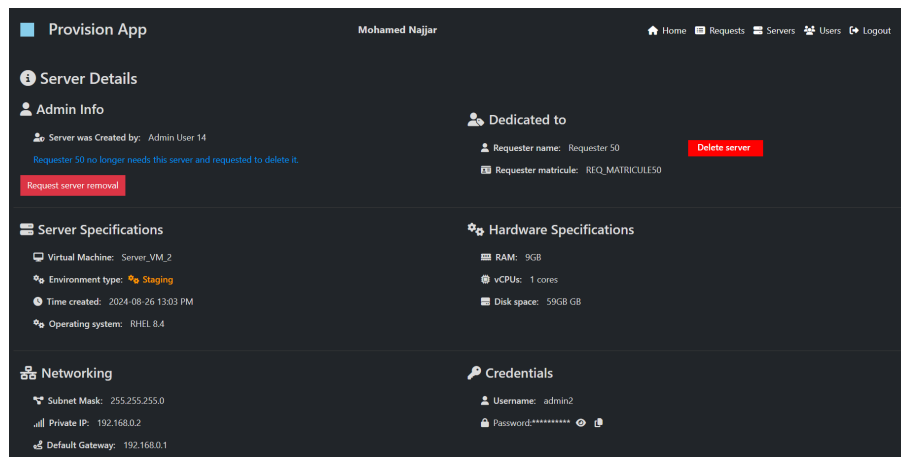 Provision App
Mohamed Najjar
Home Requests Servers Users Logout
Server Details
Admin Info
Server was Created by: Admin User 14
Requester 50 no longer needs this server and requested to delete it.
Request server removal
Dedicated to
Requester name: Requester 50
Delete server
Requester matricule: REQ_MATRICULE50
Server Specifications
Virtual Machine: Server_VM_2
Environment type: Staging
Time created: 2024-08-26 13:03 PM
Operating system: RHEL 8.4
Hardware Specifications
RAM: 9GB
vCPUs: 1 cores
Disk space: 59GB GB
Networking
Subnet Mask: 255.255.255.0
Private IP: 192.168.0.2
Default Gateway: 192.168.0.1
Credentials
Username: admin2
Password:**********